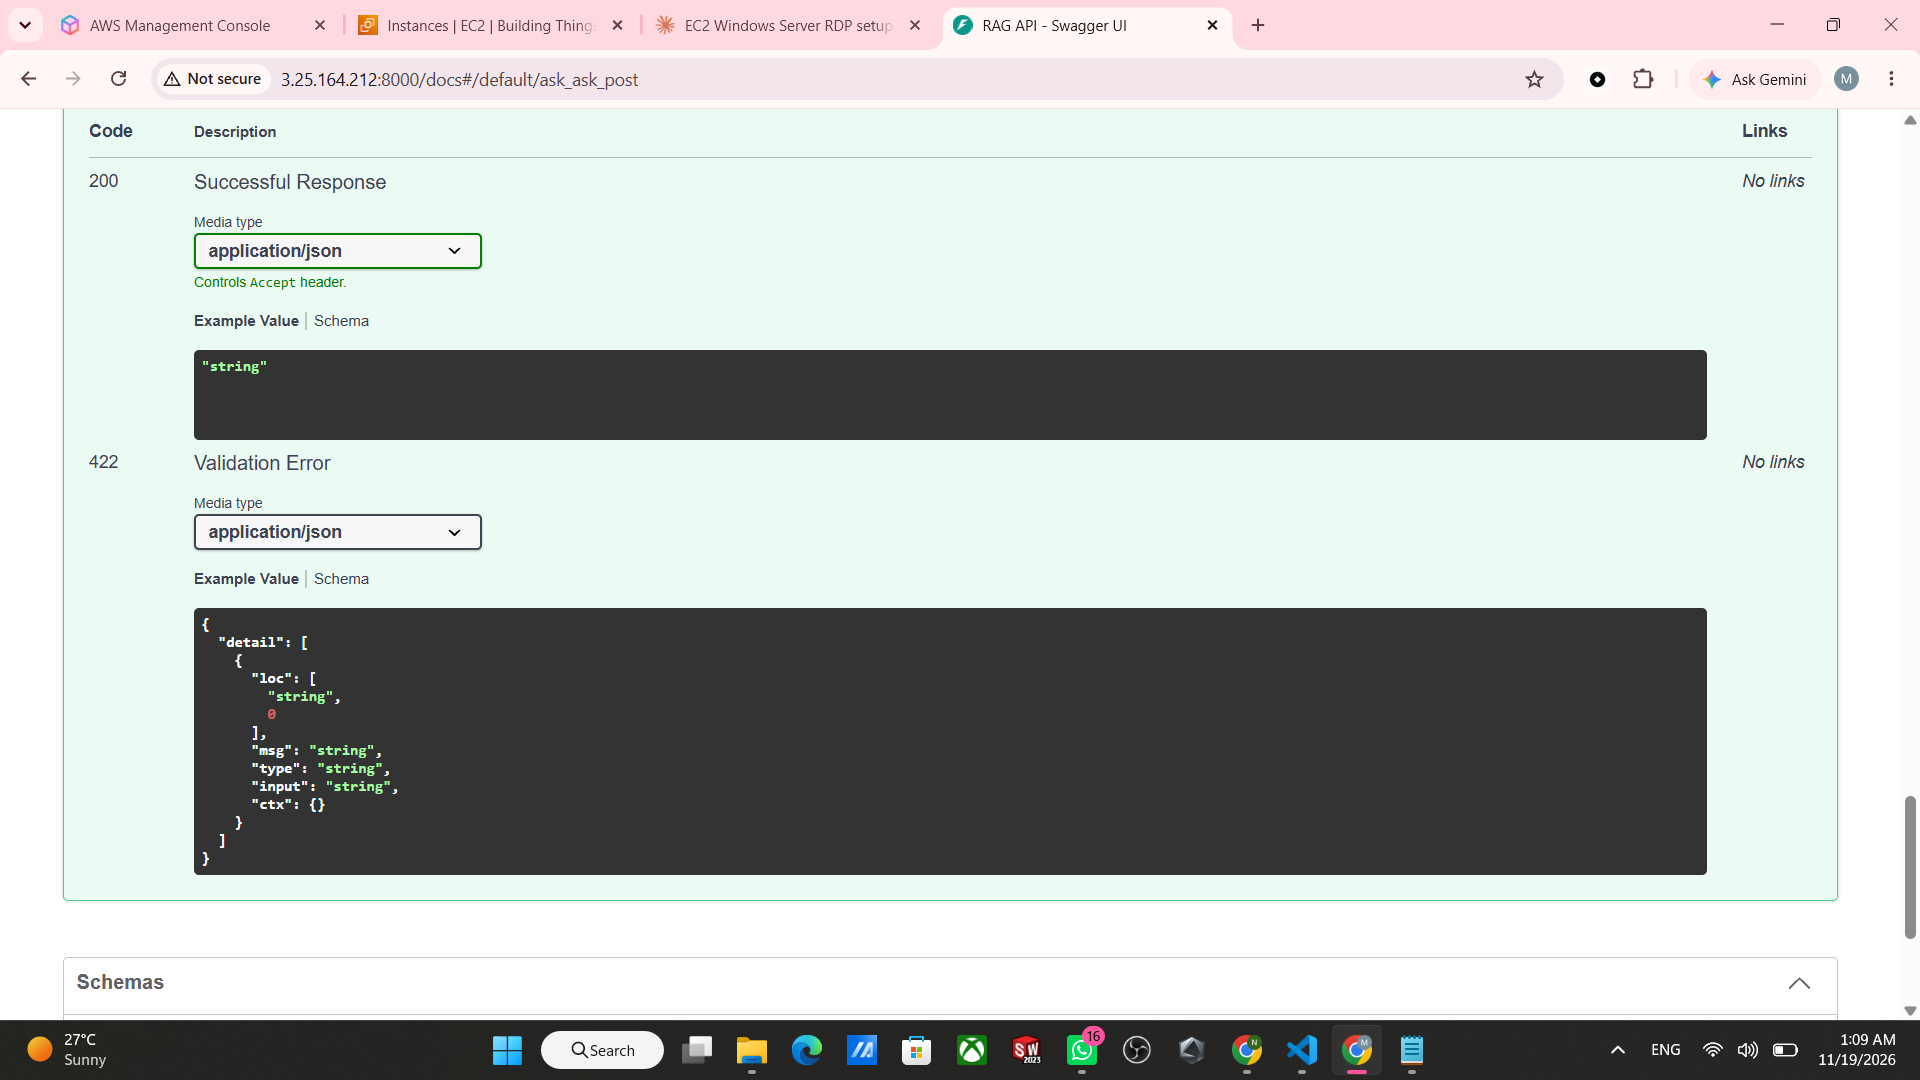 AWS Management Console
Instances | EC2 | Building Things
EC2 Windows Server RDP setup
RAG API - Swagger UI
Not secure
3.25.164.212:8000/docs#/default/ask_ask_post
Ask Gemini
M
Code Description Links
200 Successful Response No links
Media type
application/json
Controls Accept header.
Example Value | Schema
"string"
422 Validation Error No links
Media type
application/json
Example Value | Schema
{
"detail": [
{
"loc": [
"string",
0
],
"msg": "string",
"type": "string",
"input": "string",
"ctx": {}
}
]
}
Schemas
27°C
Sunny
Search
SW
2023
16
N
M
ENG
1:09 AM
11/19/2026